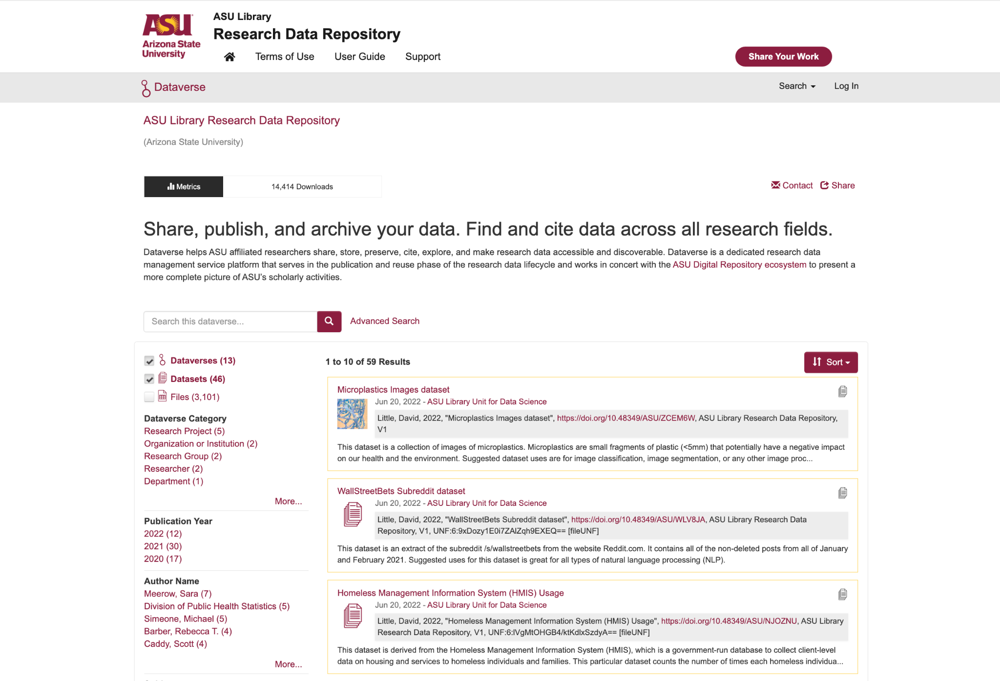 ASU
Arizona State
University
ASU Library
Research Data Repository
Terms of Use
User Guide
Support
Share Your Work
Dataverse
Search
Log In
ASU Library Research Data Repository
(Arizona State University)
Metrics
14,414 Downloads
Contact
Share
Share, publish, and archive your data. Find and cite data across all research fields.
Dataverse helps ASU affiliated researchers share, store, preserve, cite, explore, and make research data accessible and discoverable. Dataverse is a dedicated research data
management service platform that serves in the publication and reuse phase of the research data lifecycle and works in concert with the ASU Digital Repository ecosystem to present a
more complete picture of ASU's scholarly activities.
Search this dataverse...
Advanced Search
Dataverses (13)
Datasets (46)
Files (3,101)
Dataverse Category
Research Project (5)
Organization or Institution (2)
Research Group (2)
Researcher (2)
Department (1)
More...
Publication Year
2022 (12)
2021 (30)
2020 (17)
Author Name
Meerow, Sara (7)
Division of Public Health Statistics (5)
Simeone, Michael (5)
Barber, Rebecca T. (4)
Caddy, Scott (4)
More...
1 to 10 of 59 Results
Sort
Microplastics Images dataset
Jun 20, 2022 - ASU Library Unit for Data Science
Little, David, 2022, "Microplastics Images dataset", https://doi.org/10.48349/ASU/ZCEM6W, ASU Library Research Data Repository,
V1
This dataset is a collection of images of microplastics. Microplastics are small fragments of plastic (<5mm) that potentially have a negative impact
on our health and the environment. Suggested dataset uses are for image classification, image segmentation, or any other image proc...
WallStreetBets Subreddit dataset
Jun 20, 2022 - ASU Library Unit for Data Science
Little, David, 2022, "WallStreetBets Subreddit dataset", https://doi.org/10.48349/ASU/WLV8JA, ASU Library Research Data
Repository, V1, UNF:6:9xDozy1E0i7ZAlZqh9EXEQ== [fileUNF]
This dataset is an extract of the subreddit /s/wallstreetbets from the website Reddit.com. It contains all of the non-deleted posts from all of January
and February 2021. Suggested uses for this dataset is great for all types of natural language processing (NLP).
Homeless Management Information System (HMIS) Usage
Jun 20, 2022 - ASU Library Unit for Data Science
Little, David, 2022, "Homeless Management Information System (HMIS) Usage", https://doi.org/10.48349/ASU/NJOZNU, ASU Library
Research Data Repository, V1, UNF:6:lVgMtOHGB4/ktKdlxSzdyA== [fileUNF]
This dataset is derived from the Homeless Management Information System (HMIS), which is a government-run database to collect client-level
data on housing and services to homeless individuals and families. This particular dataset counts the number of times each homeless individua...